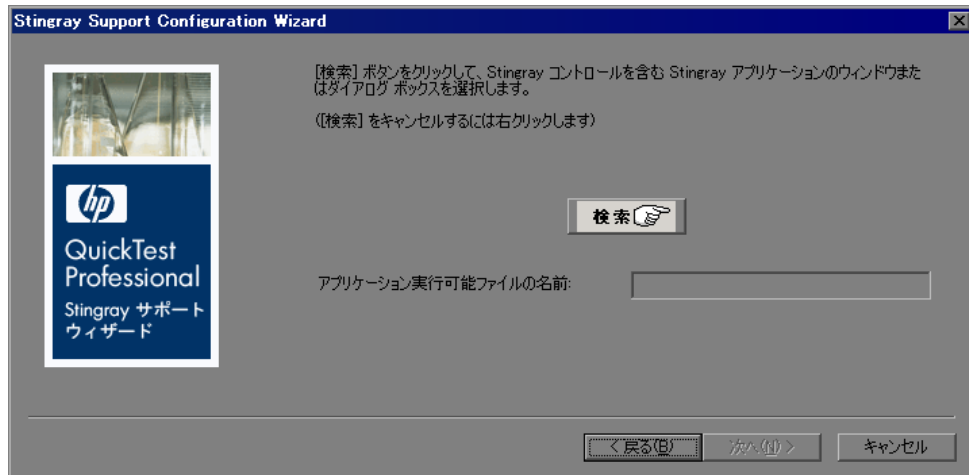 Stingray Support Configuration Wizard
[検索] ボタンをクリックして、Stingray コントロールを含む Stingray アプリケーションのウィンドウまた
はダイアログ ボックスを選択します。
([検索] をキャンセルするには右クリックします)
検索
hp
QuickTest
Professional
Stingray サポート
ウィザード
アプリケーション実行可能ファイルの名前:
< 戻る(B)
次へ(N) >
キャンセル